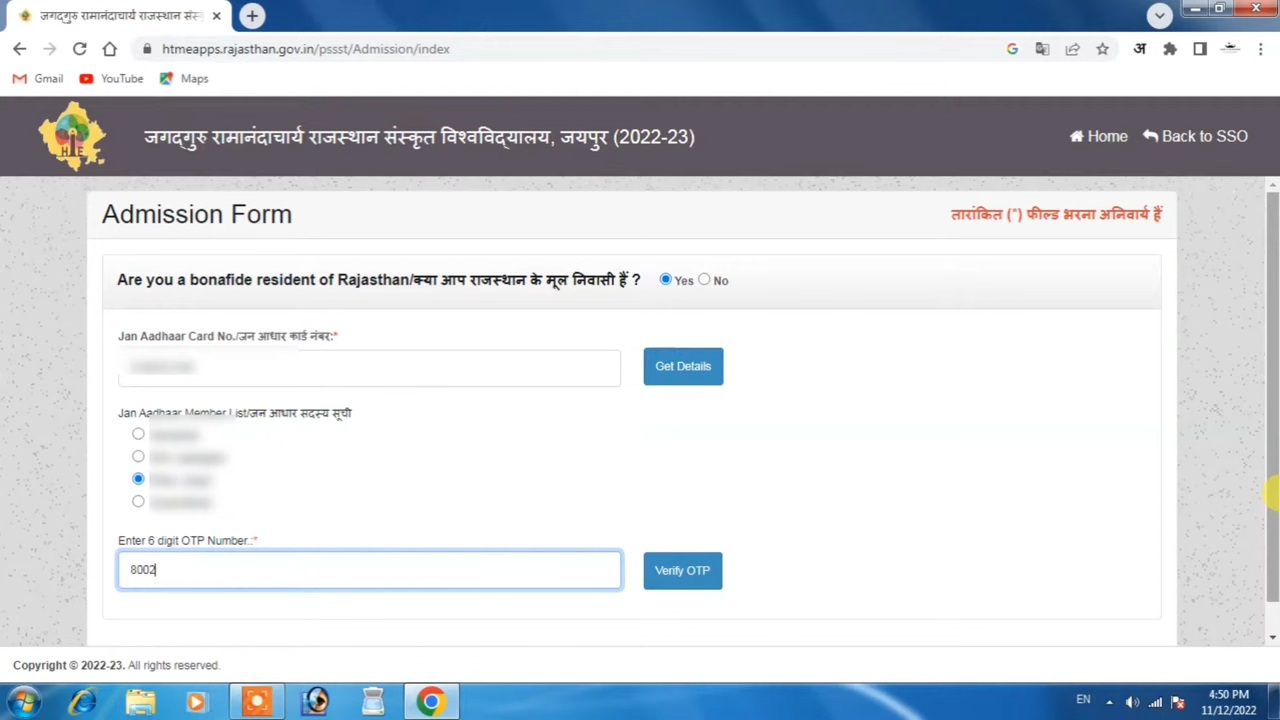 जगद्‌गुरु रामानंदाचार्य राजस्थान संस्
htmeapps.rajasthan.gov.in/pssst/Admission/index
अ
Gmail YouTube Maps
HTE
जगद्‌गुरु रामानंदाचार्य राजस्थान संस्कृत विश्वविद्यालय, जयपुर (2022-23)
Home Back to SSO
Admission Form
तारांकित (*) फील्ड भरना अनिवार्य हैं
Are you a bonafide resident of Rajasthan/क्या आप राजस्थान के मूल निवासी हैं ? Yes No
Jan Aadhaar Card No./जन आधार कार्ड नंबर:*
Get Details
Jan Aadhaar Member List/जन आधार सदस्य सूची
Enter 6 digit OTP Number.:*
8002
Verify OTP
Copyright © 2022-23. All rights reserved.
EN
4:50 PM
11/12/2022